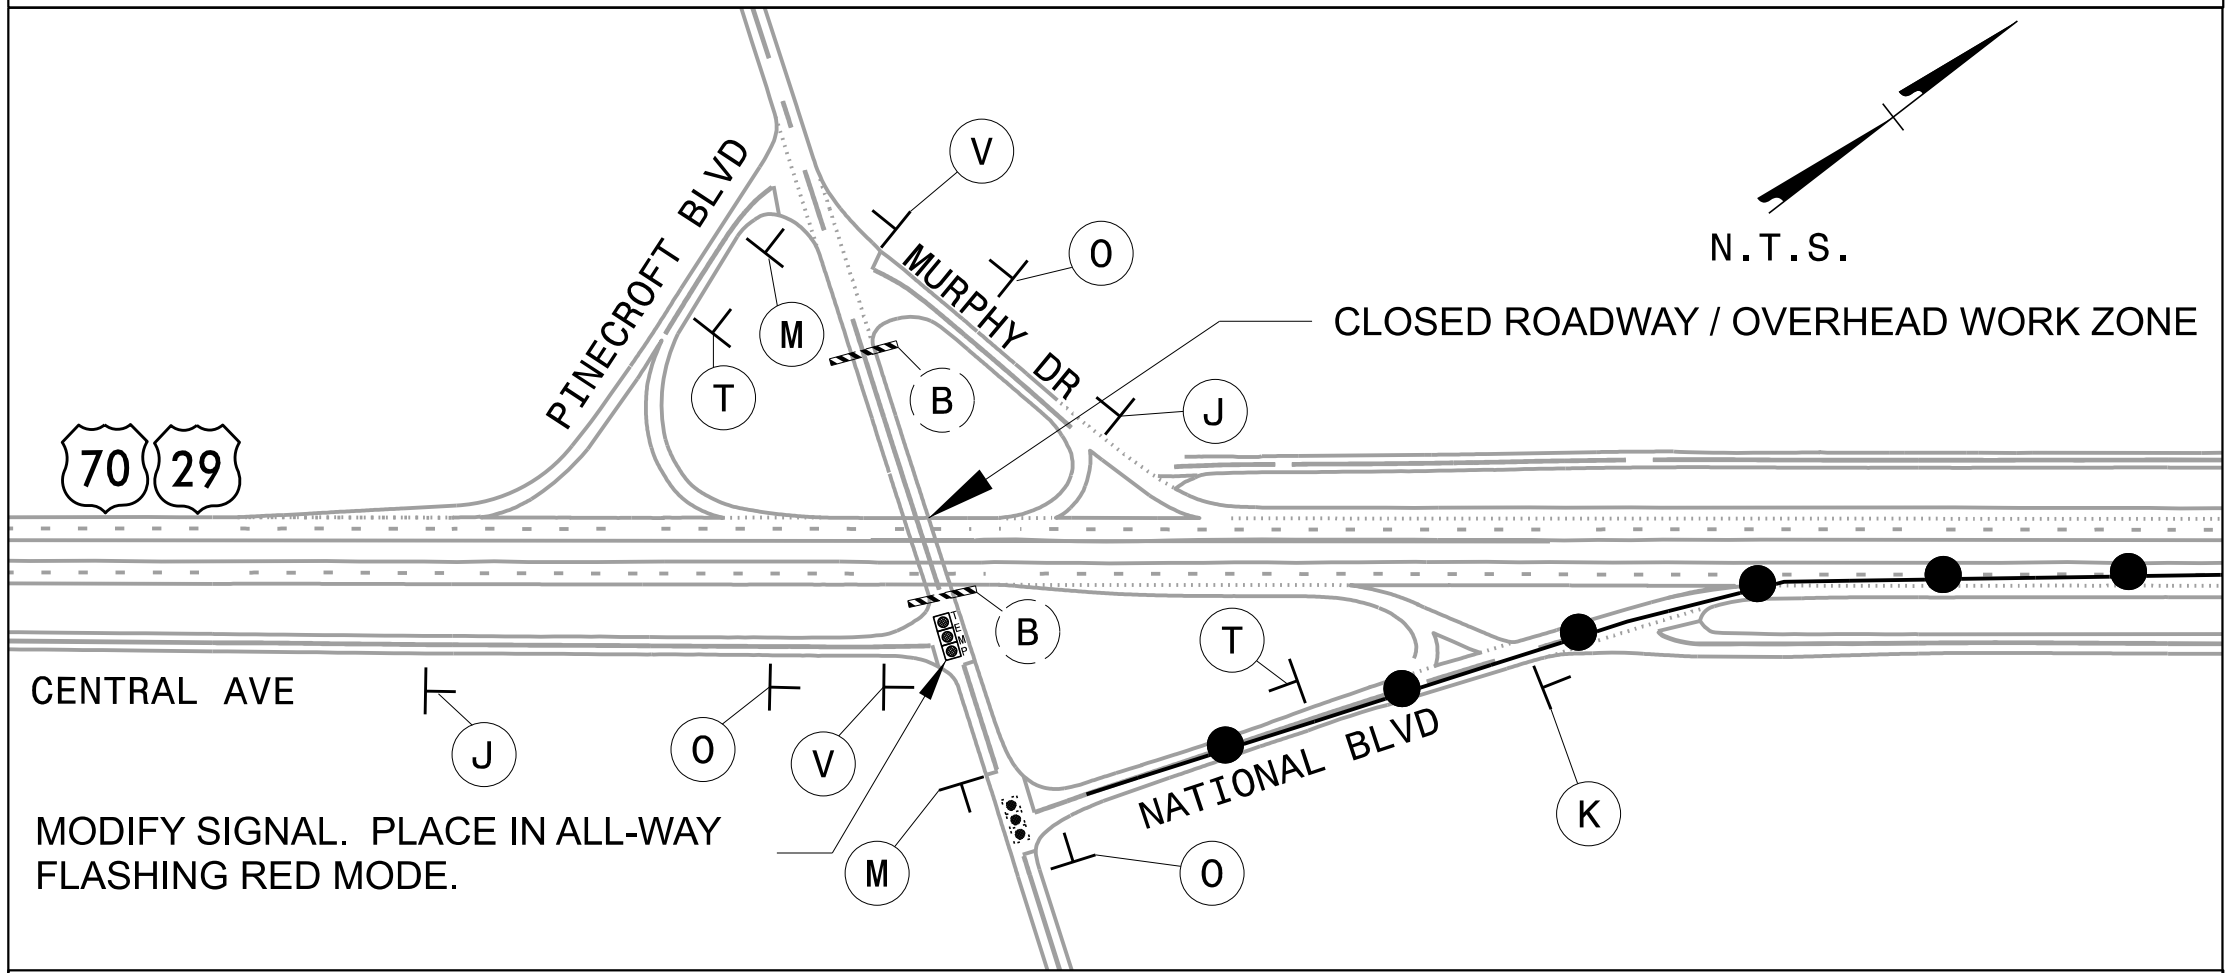 V
PINECROFT BLVD
MURPHY DR
O
N.T.S.
M
CLOSED ROADWAY / OVERHEAD WORK ZONE
T
B
J
70 29
TEMP
B
T
CENTRAL AVE
J
O
V
NATIONAL BLVD
K
MODIFY SIGNAL. PLACE IN ALL-WAY
FLASHING RED MODE.
M
O